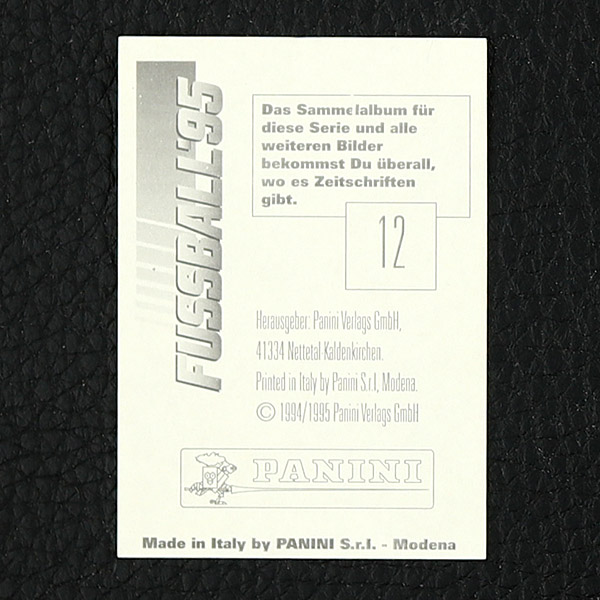 FUSSBALL'95
Das Sammelalbum für
diese Serie und alle
weiteren Bilder
bekommst Du überall,
wo es Zeitschriften
gibt.
12
Herausgeber: Panini Verlags GmbH,
41334 Nettetal-Kaldenkirchen.
Printed in Italy by Panini S.r.l, Modena.
© 1994/1995 Panini Verlags GmbH
PANINI
Made in Italy by PANINI S.r.l. - Modena